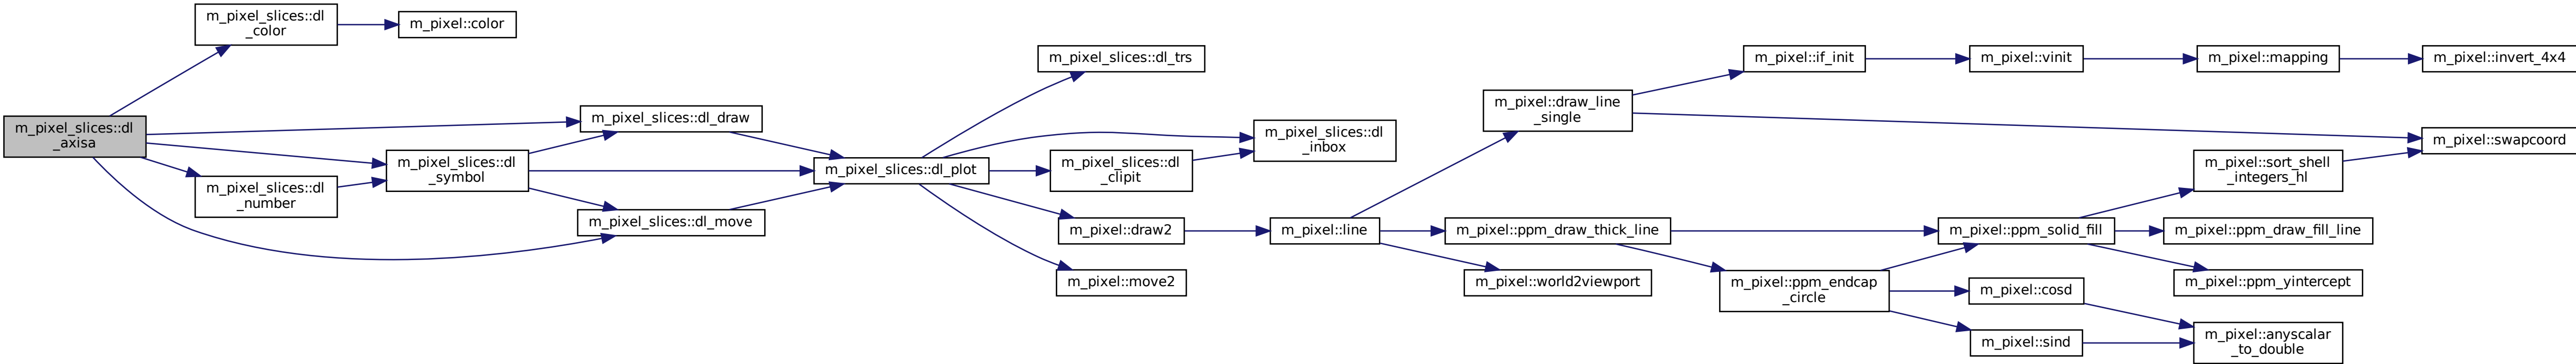 m_pixel_slices::dl
_axisa
m_pixel_slices::dl
_color
m_pixel::color
m_pixel_slices::dl_draw
m_pixel_slices::dl
_symbol
m_pixel_slices::dl
_number
m_pixel_slices::dl_move
m_pixel_slices::dl_plot
m_pixel_slices::dl_trs
m_pixel_slices::dl
_inbox
m_pixel_slices::dl
_clipit
m_pixel::draw2
m_pixel::move2
m_pixel::line
m_pixel::draw_line
_single
m_pixel::ppm_draw_thick_line
m_pixel::world2viewport
m_pixel::if_init
m_pixel::vinit
m_pixel::mapping
m_pixel::invert_4x4
m_pixel::swapcoord
m_pixel::sort_shell
_integers_hl
m_pixel::ppm_solid_fill
m_pixel::ppm_draw_fill_line
m_pixel::ppm_yintercept
m_pixel::ppm_endcap
_circle
m_pixel::cosd
m_pixel::sind
m_pixel::anyscalar
_to_double